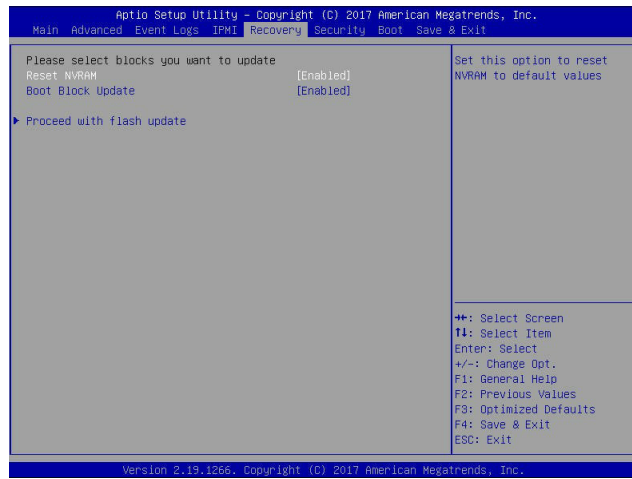 Aptio Setup Utility – Copyright (C) 2017 American Megatrends, Inc.
Main Advanced Event Logs IPMI Recovery Security Boot Save & Exit
Please select blocks you want to update
Reset NVRAM [Enabled]
Boot Block Update [Enabled]
▶ Proceed with flash update
Set this option to reset
NVRAM to default values
→←: Select Screen
↑↓: Select Item
Enter: Select
+/-: Change Opt.
F1: General Help
F2: Previous Values
F3: Optimized Defaults
F4: Save & Exit
ESC: Exit
Version 2.19.1266. Copyright (C) 2017 American Megatrends, Inc.